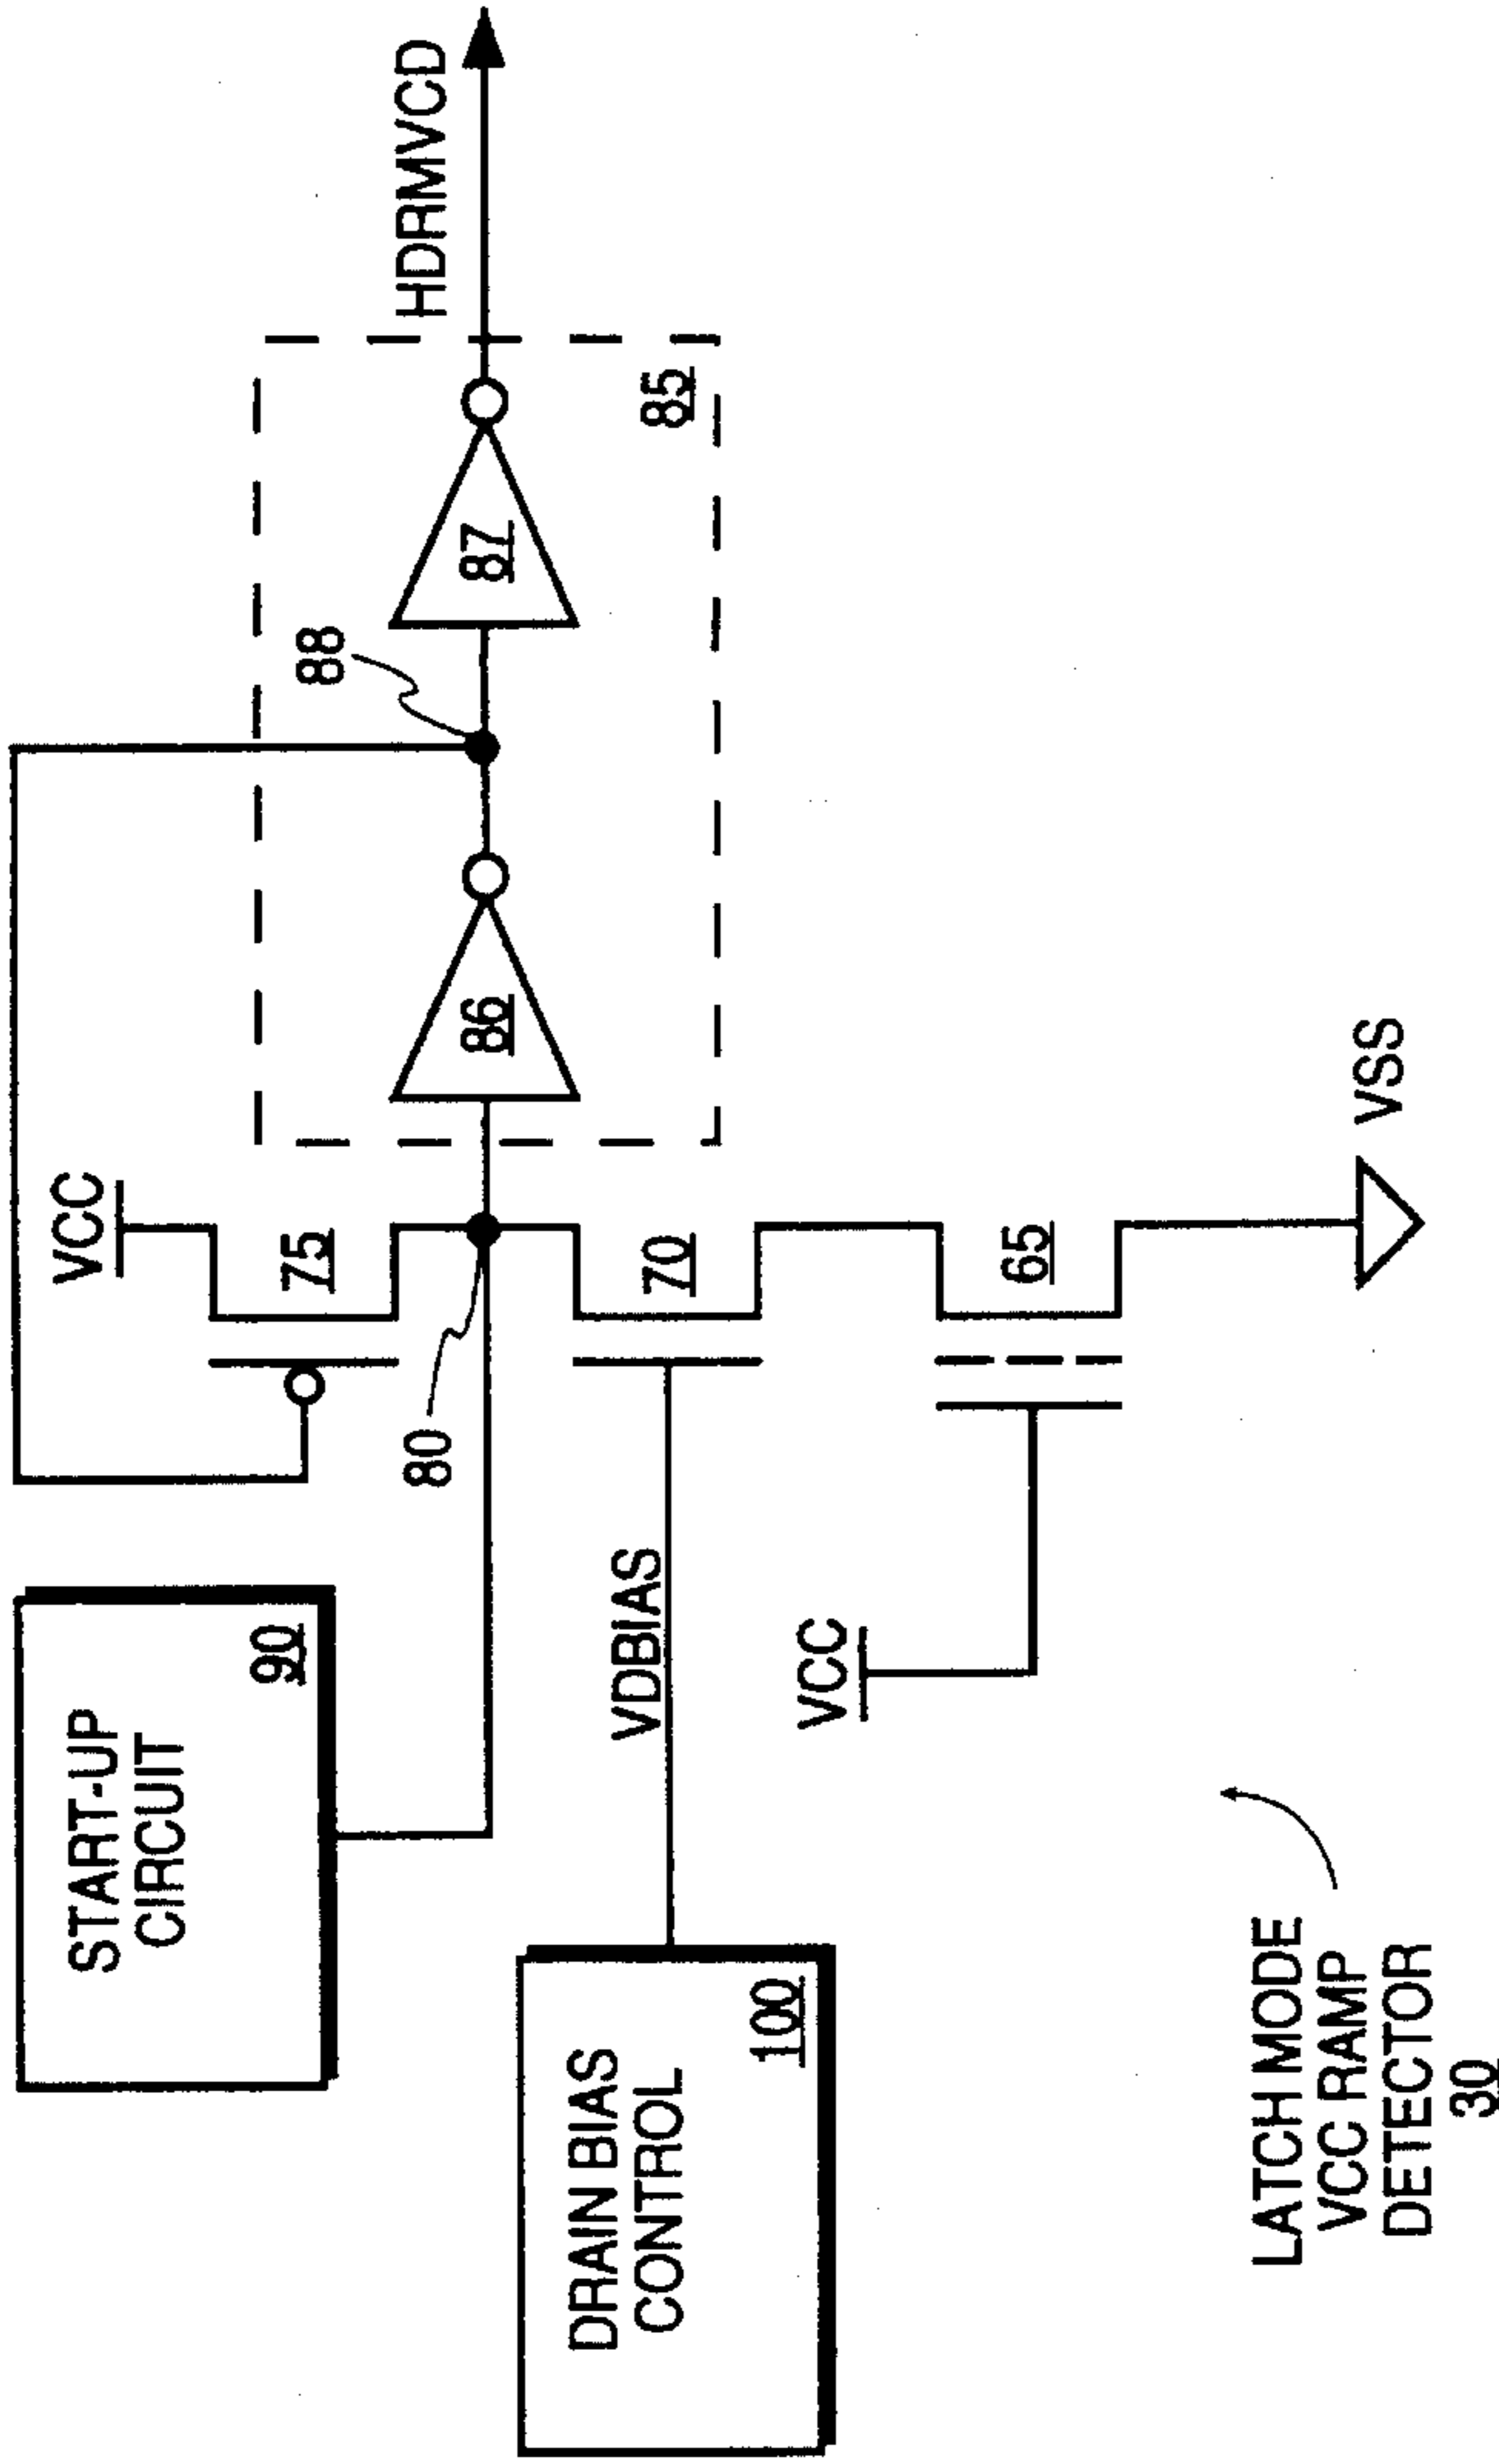 START-UP
CIRCUIT
90
VCC
75
88
HDRMVCD
80
86
87
85
DRAIN BIAS
CONTROL
100
VDBIAS
70
VCC
65
VSS
LATCH MODE
VCC RAMP
DETECTOR
30